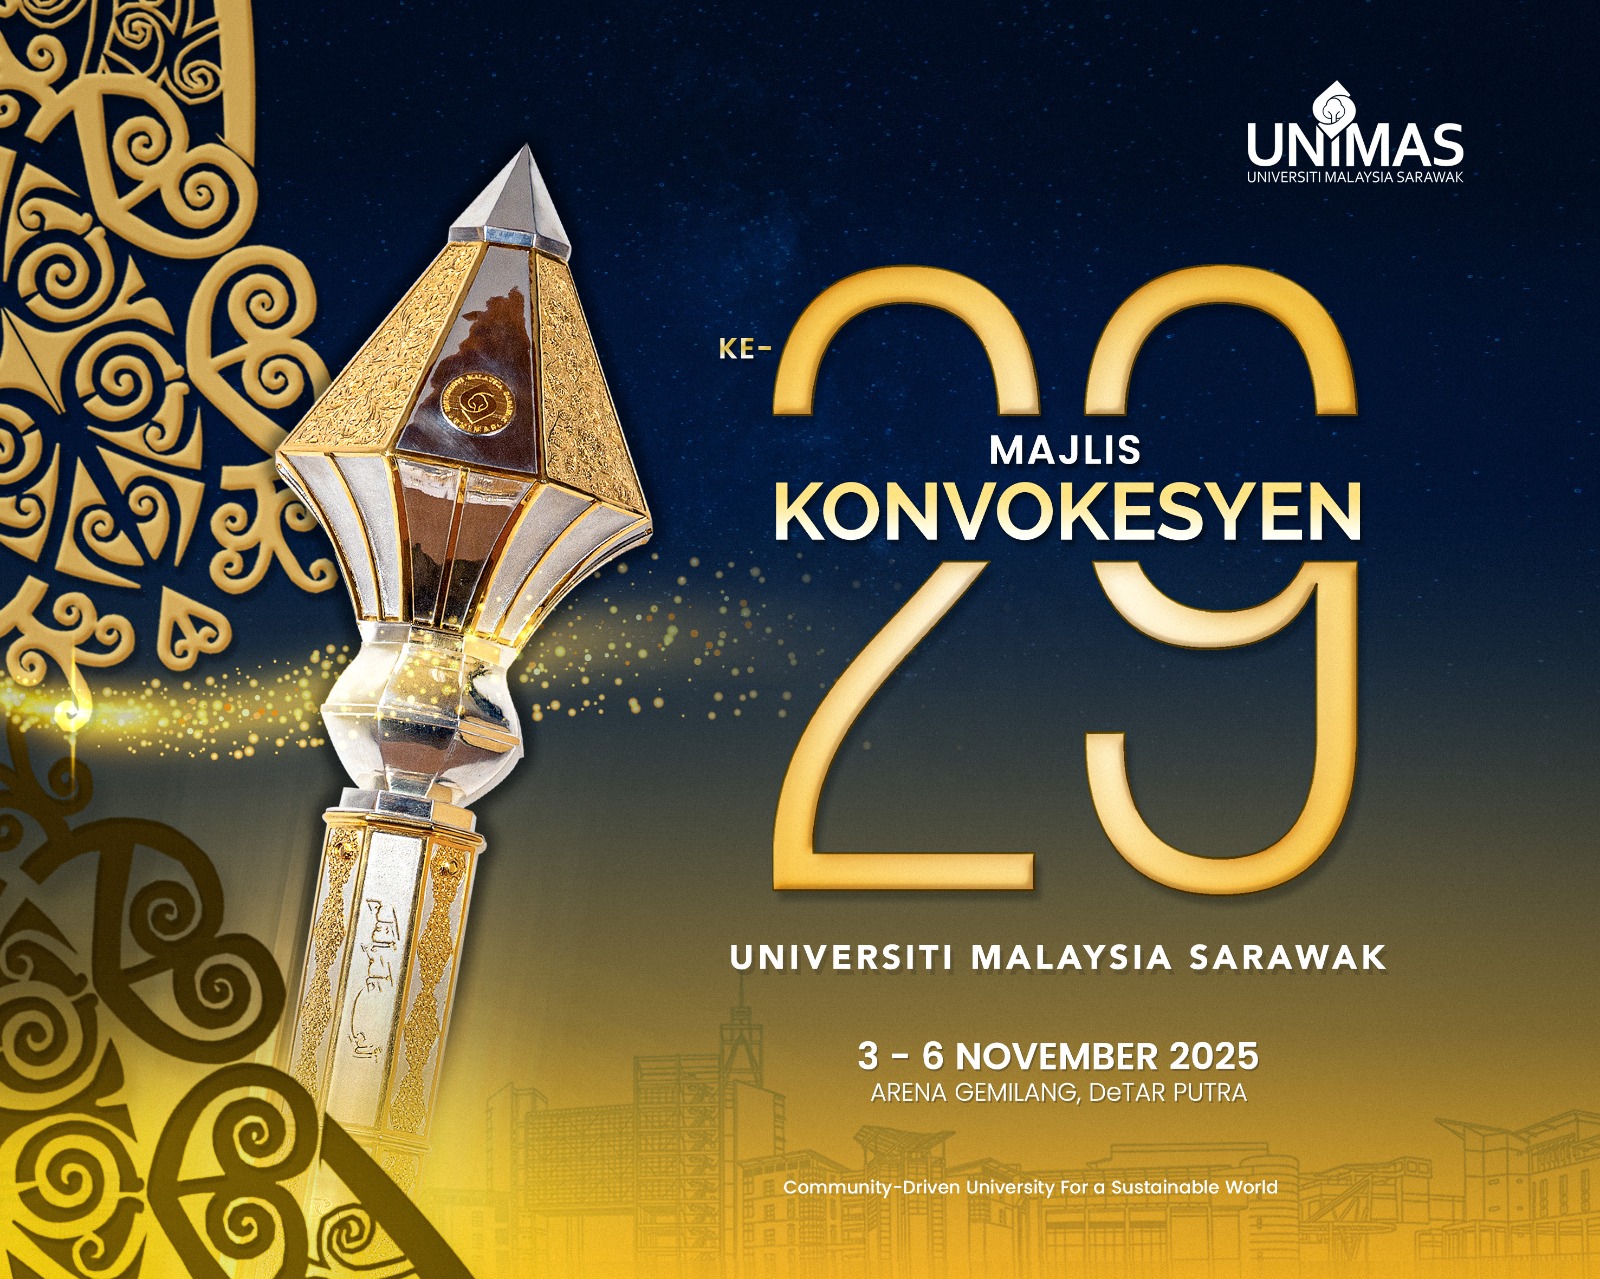 UNIMAS
UNIVERSITI MALAYSIA SARAWAK
KE-29
MAJLIS
KONVOKESYEN
UNIVERSITI MALAYSIA SARAWAK
3 - 6 NOVEMBER 2025
ARENA GEMILANG, DeTAR PUTRA
Community-Driven University For a Sustainable World